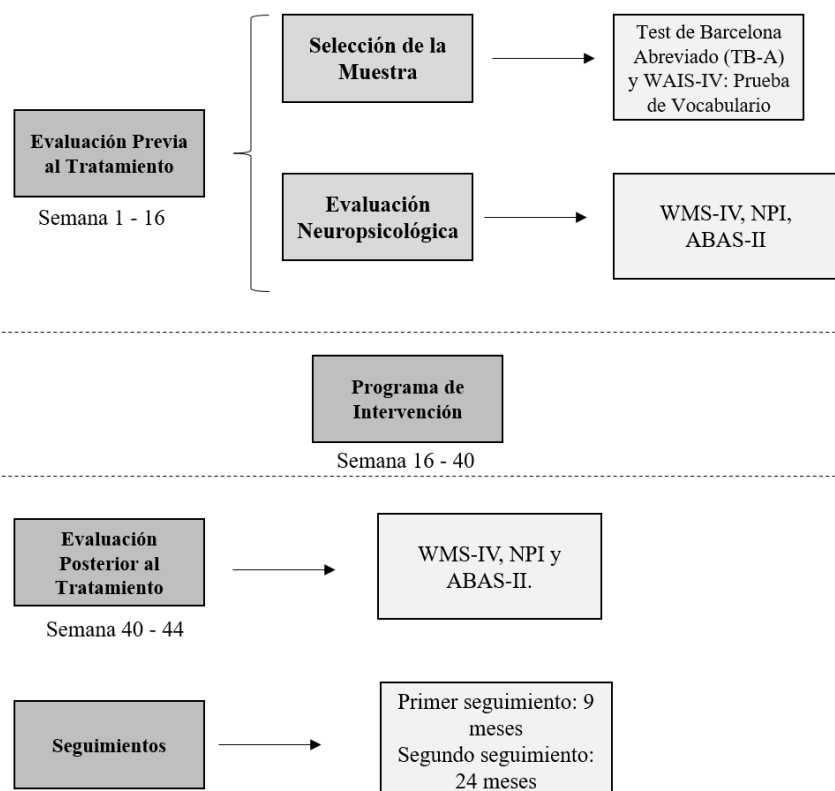 Selección de la
Muestra
Test de Barcelona
Abreviado (TB-A)
y WAIS-IV: Prueba
de Vocabulario
Evaluación Previa
al Tratamiento
Semana 1 - 16
Evaluación
Neuropsicológica
WMS-IV, NPI,
ABAS-II
Programa de
Intervención
Semana 16 - 40
Evaluación
Posterior al
Tratamiento
WMS-IV, NPI y
ABAS-II.
Semana 40 - 44
Seguimientos
Primer seguimiento: 9
meses
Segundo seguimiento:
24 meses